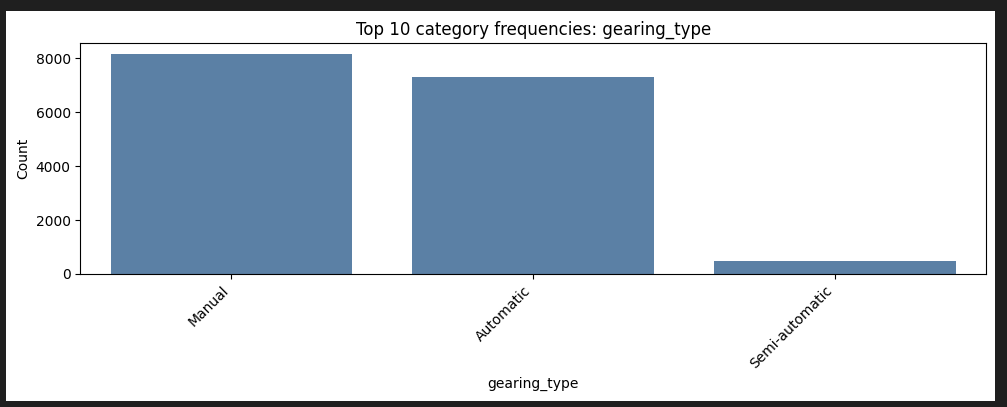 Top 10 category frequencies: gearing_type
8000
6000
4000
2000
0
Count
Manual
Automatic
Semi-automatic
gearing_type